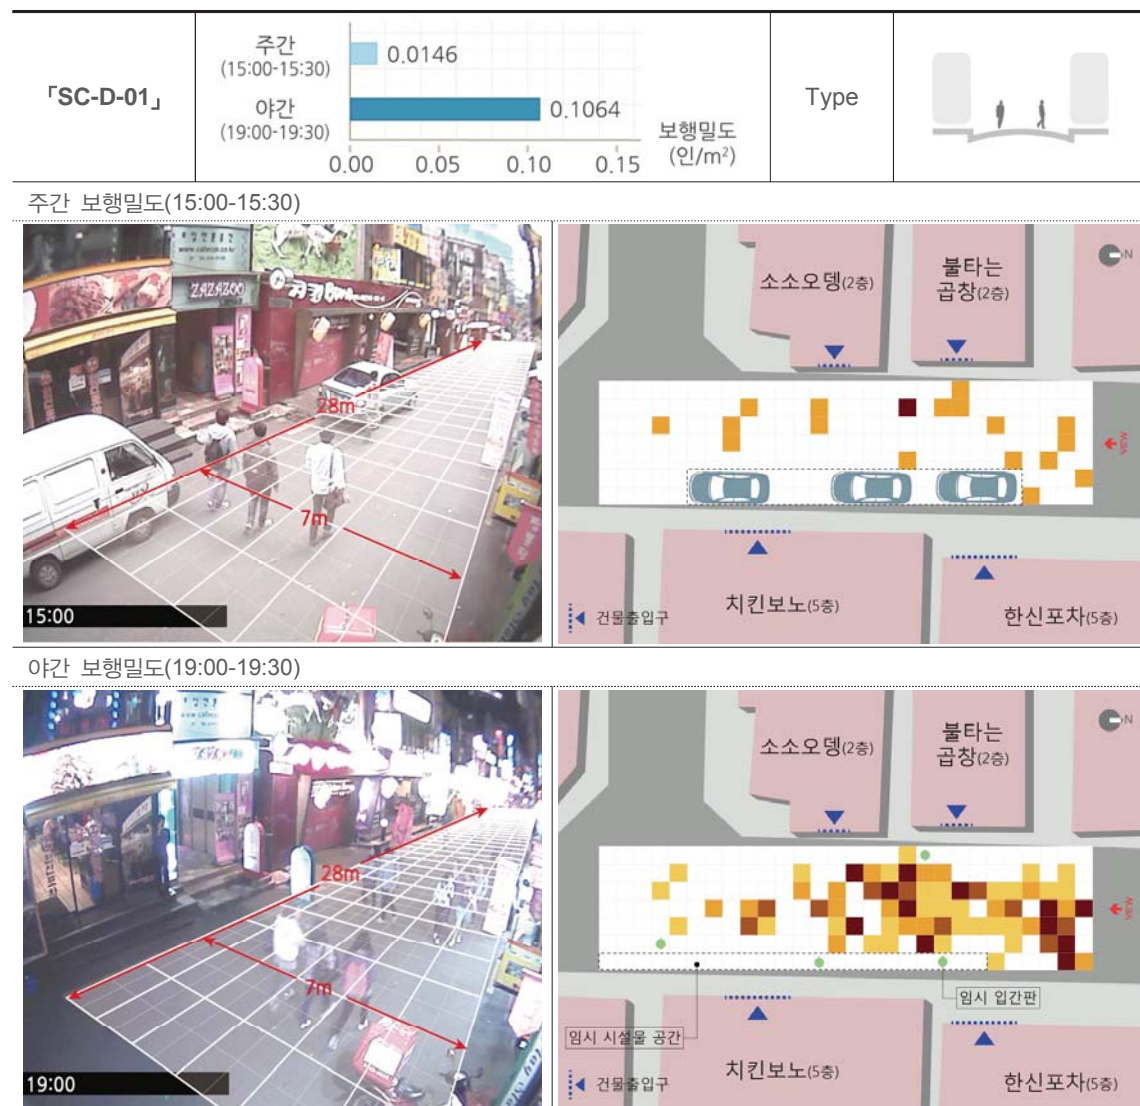 「SC-D-01」
주간
(15:00-15:30)
0.0146
야간
(19:00-19:30)
0.1064
0.00 0.05 0.10 0.15
보행밀도
(인/m²)
Type
주간 보행밀도(15:00-15:30)
ZAZAZOO
28m
7m
15:00
소소오뎅(2층)
불타는
곱창(2층)
N
VIEW
건물출입구
치킨보노(5층)
한신포차(5층)
야간 보행밀도(19:00-19:30)
28m
7m
19:00
소소오뎅(2층)
불타는
곱창(2층)
N
VIEW
임시 입간판
임시 시설물 공간
건물출입구
치킨보노(5층)
한신포차(5층)